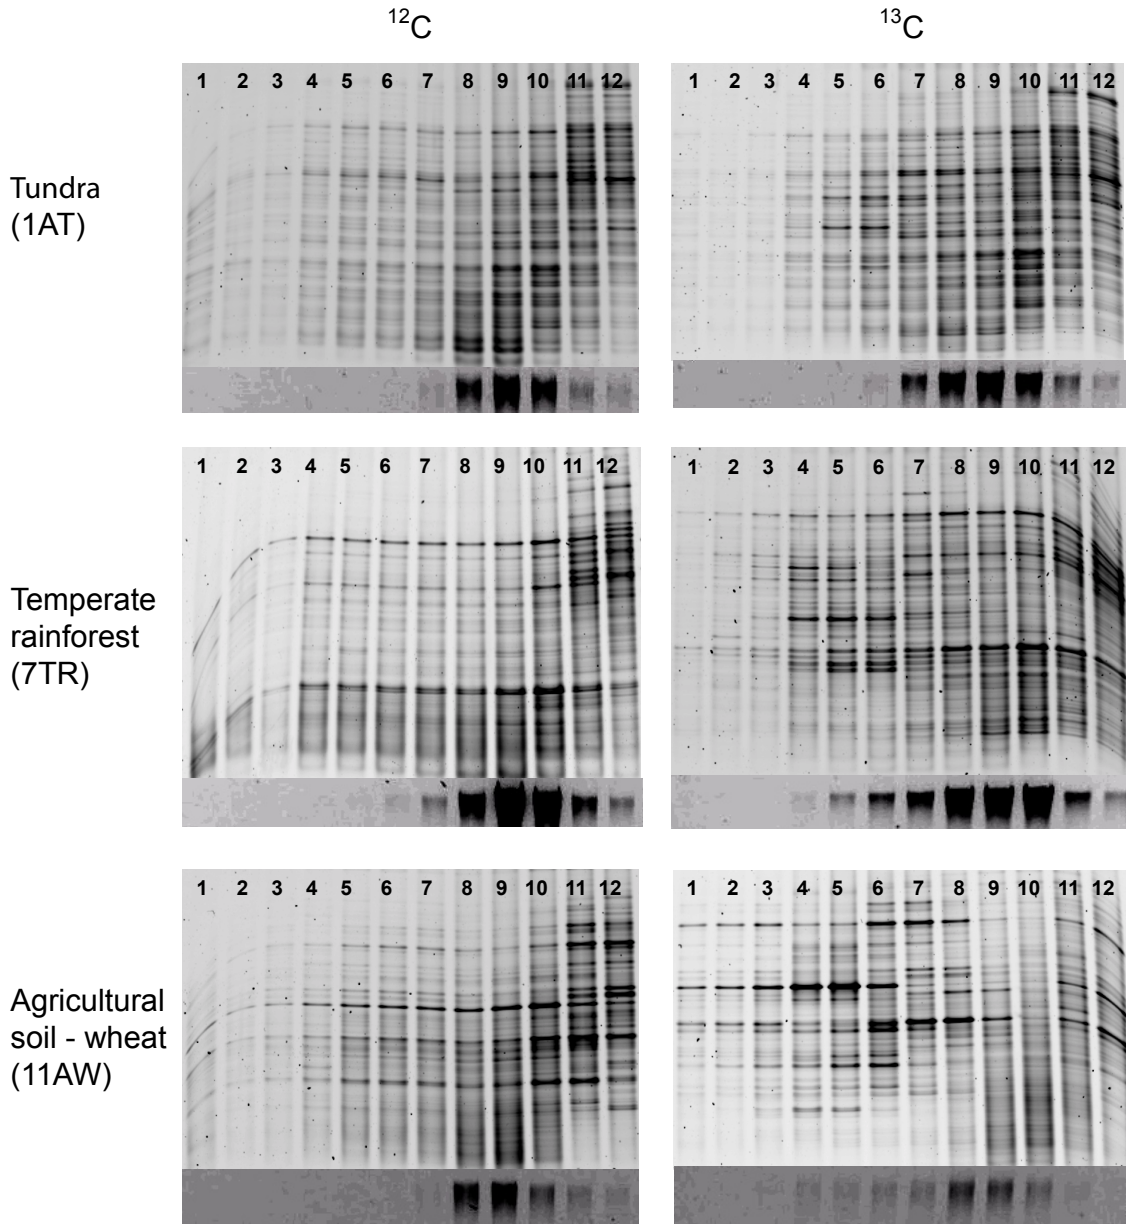 ¹²C ¹³C
1 2 3 4 5 6 7 8 9 10 11 12 1 2 3 4 5 6 7 8 9 10 11 12
Tundra
(1AT)
1 2 3 4 5 6 7 8 9 10 11 12 1 2 3 4 5 6 7 8 9 10 11 12
Temperate
rainforest
(7TR)
1 2 3 4 5 6 7 8 9 10 11 12 1 2 3 4 5 6 7 8 9 10 11 12
Agricultural
soil - wheat
(11AW)